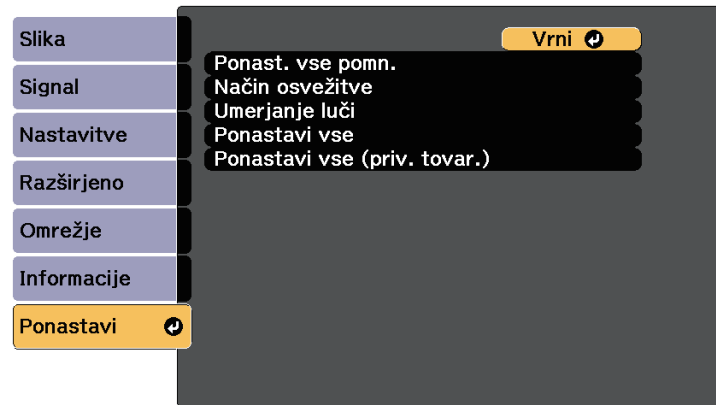 Slika
Signal
Nastavitve
Razširjeno
Omrežje
Informacije
Ponastavi
Vrni
Ponast. vse pomn.
Način osvežitve
Umerjanje luči
Ponastavi vse
Ponastavi vse (priv. tovar.)